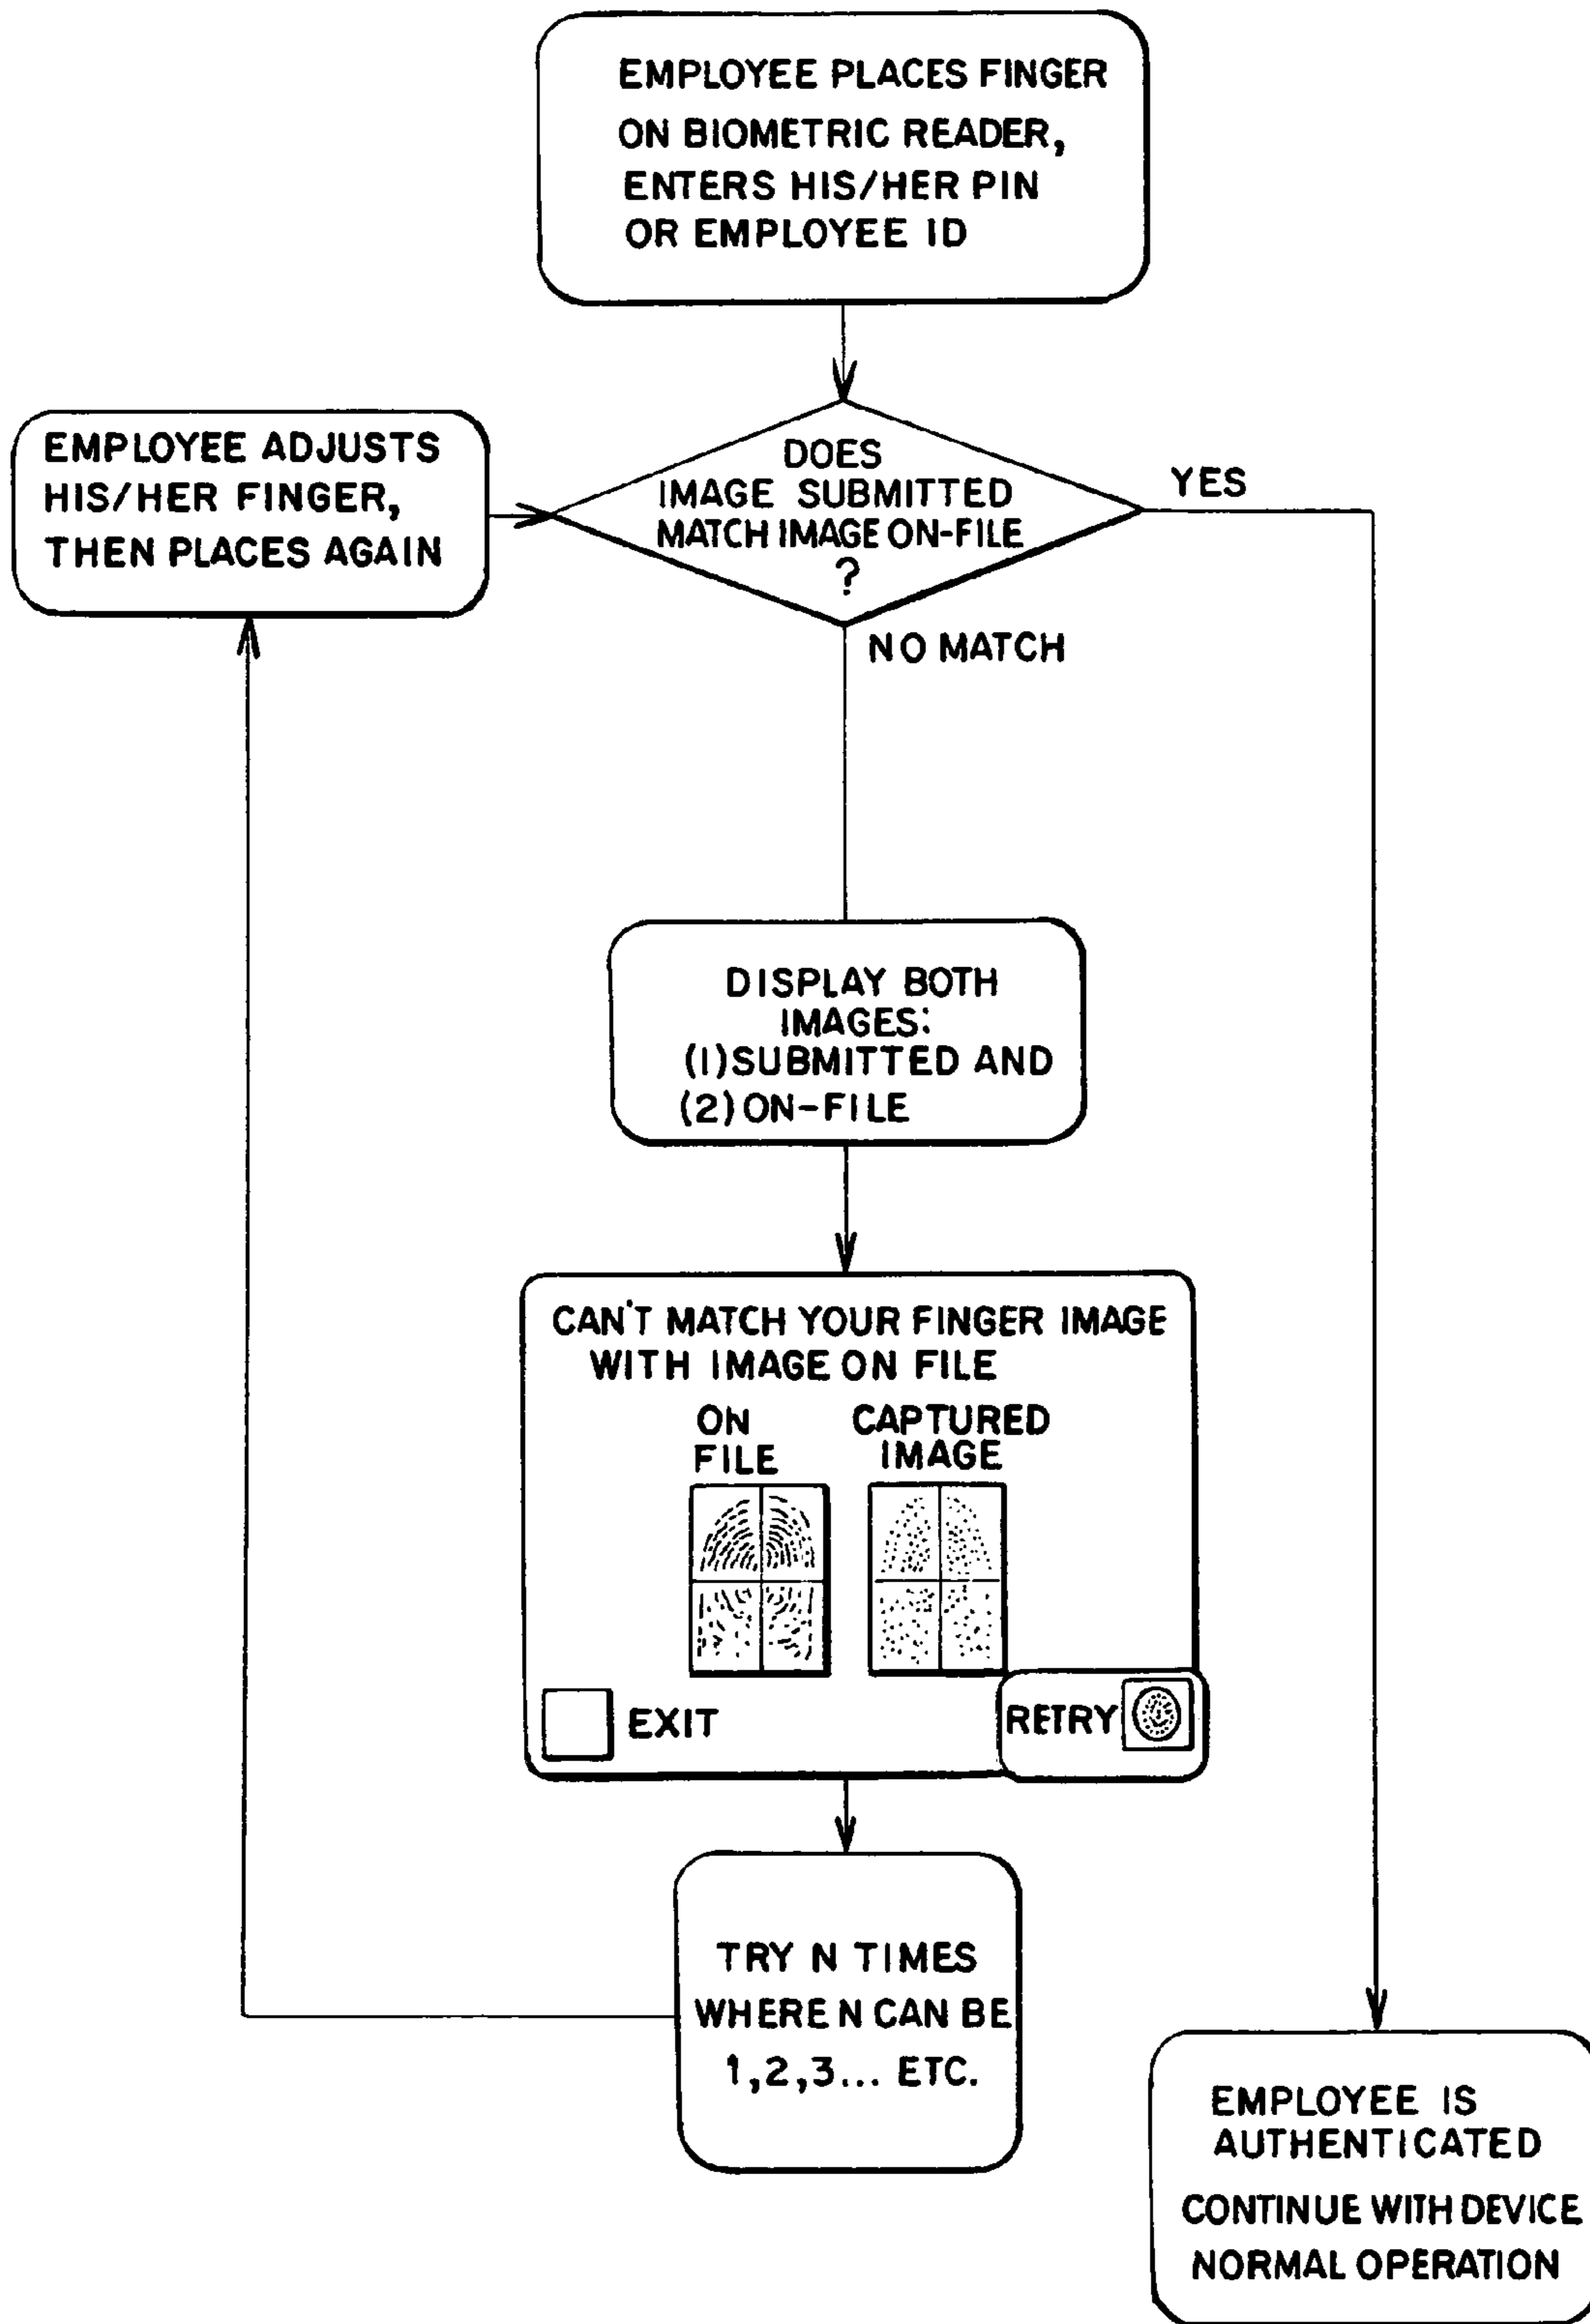 EMPLOYEE PLACES FINGER
ON BIOMETRIC READER,
ENTERS HIS/HER PIN
OR EMPLOYEE ID
EMPLOYEE ADJUSTS
HIS/HER FINGER,
THEN PLACES AGAIN
DOES
IMAGE SUBMITTED
MATCH IMAGE ON-FILE
?
YES
NO MATCH
DISPLAY BOTH
IMAGES:
(1)SUBMITTED AND
(2)ON-FILE
CAN'T MATCH YOUR FINGER IMAGE
WITH IMAGE ON FILE
ON
FILE
CAPTURED
IMAGE
EXIT
RETRY
TRY N TIMES
WHERE N CAN BE
1,2,3... ETC.
EMPLOYEE IS
AUTHENTICATED
CONTINUE WITH DEVICE
NORMAL OPERATION